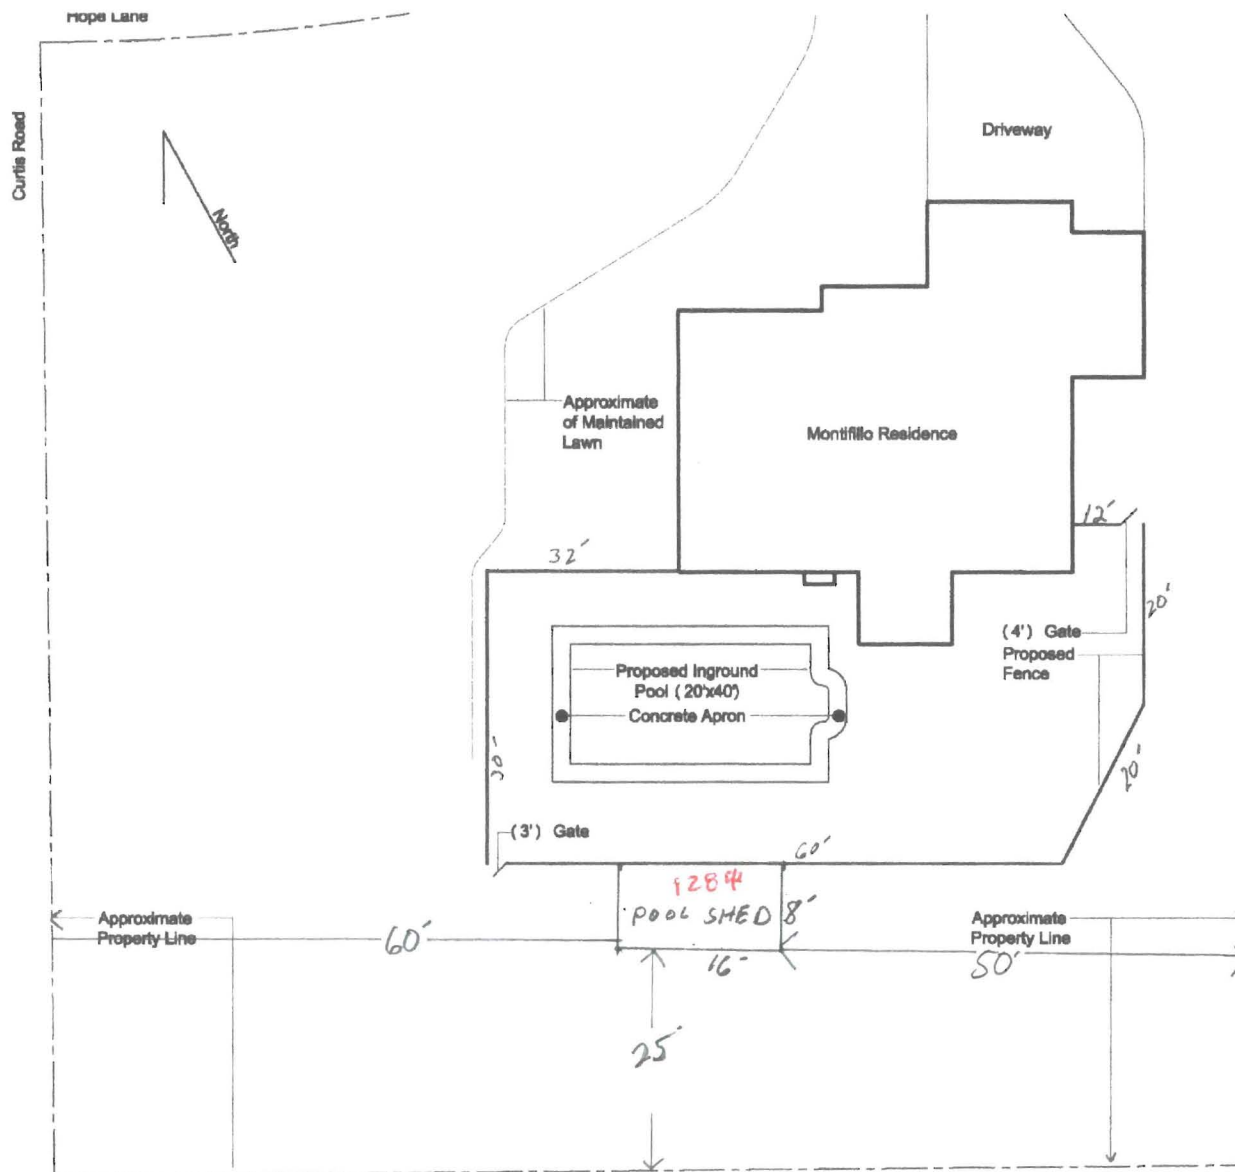 Hope Lane
Curtis Road
North
Driveway
Approximate
of Maintained
Lawn
Montifillo Residence
12'
32'
20'
(4') Gate
Proposed
Fence
Proposed Inground
Pool (20'x40')
Concrete Apron
20'
(3') Gate
60'
128
POOL SHED 8'
16'
Approximate
Property Line
60'
Approximate
Property Line
50'
25'